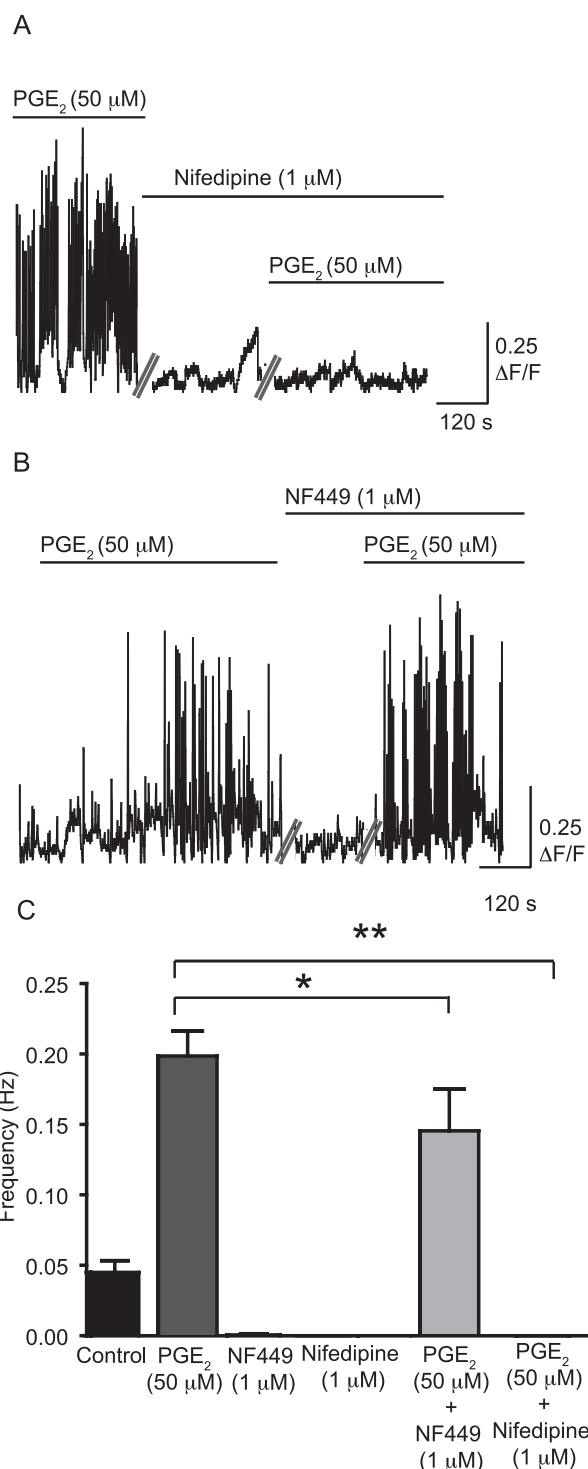 A
PGE2 (50 µM)
Nifedipine (1 µM)
PGE2 (50 µM)
0.25
ΔF/F
120 s
B
NF449 (1 µM)
PGE2 (50 µM)
PGE2 (50 µM)
0.25
ΔF/F
120 s
C
**
*
0.25
0.20
0.15
0.10
0.05
0.00
Frequency (Hz)
Control
PGE2
(50 µM)
NF449
(1 µM)
Nifedipine
(1 µM)
PGE2
(50 µM)
+
NF449
(1 µM)
PGE2
(50 µM)
+
Nifedipine
(1 µM)